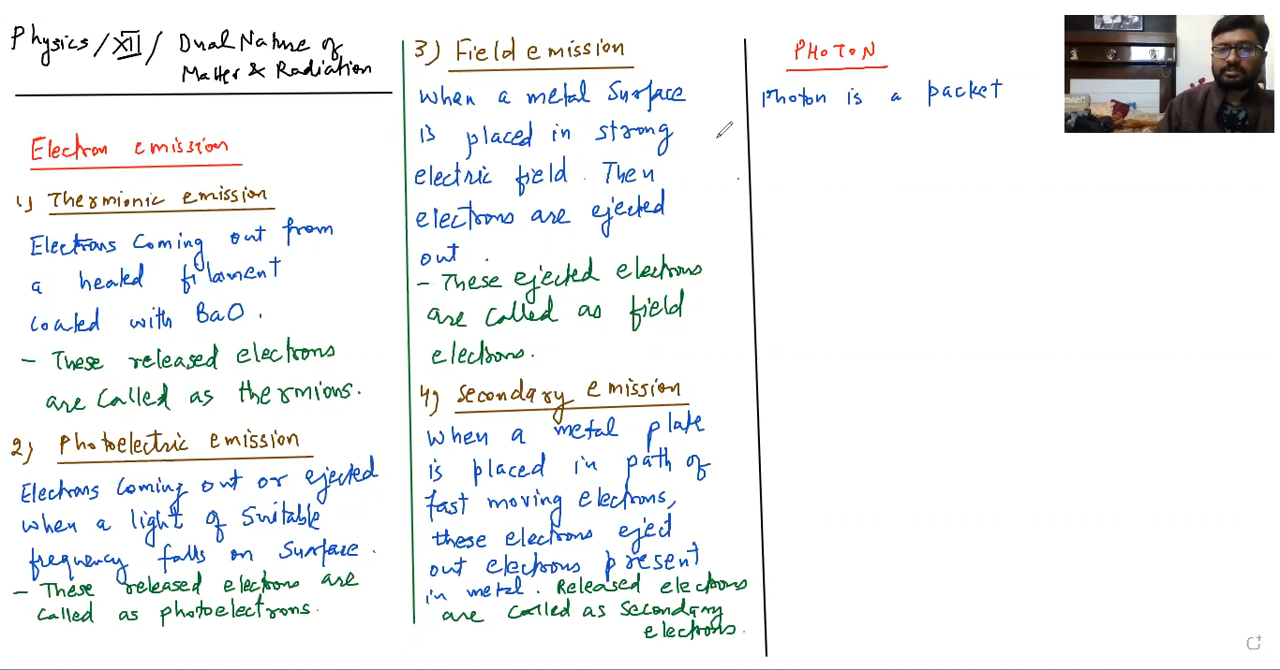 Physics/XII/ Dual Nature of
Matter & Radiation
Electron emission
1) Thermionic emission
Electrons coming out from
a heated filament
coated with BaO.
- These released electrons
are called as thermions.
2) Photoelectric emission
Electrons coming out or ejected
when a light of suitable
frequency falls on surface.
- These released electrons are
called as photoelectrons.
3) Field emission
when a metal surface
is placed in strong
electric field. Then
electrons are ejected
out.
- These ejected electrons
are called as field
electrons.
4) Secondary emission
when a metal plate
is placed in path of
fast moving electrons,
these electrons eject
out electrons present
in metal. Released electrons
are called as secondary
electrons.
PHOTON
Photon is a packet